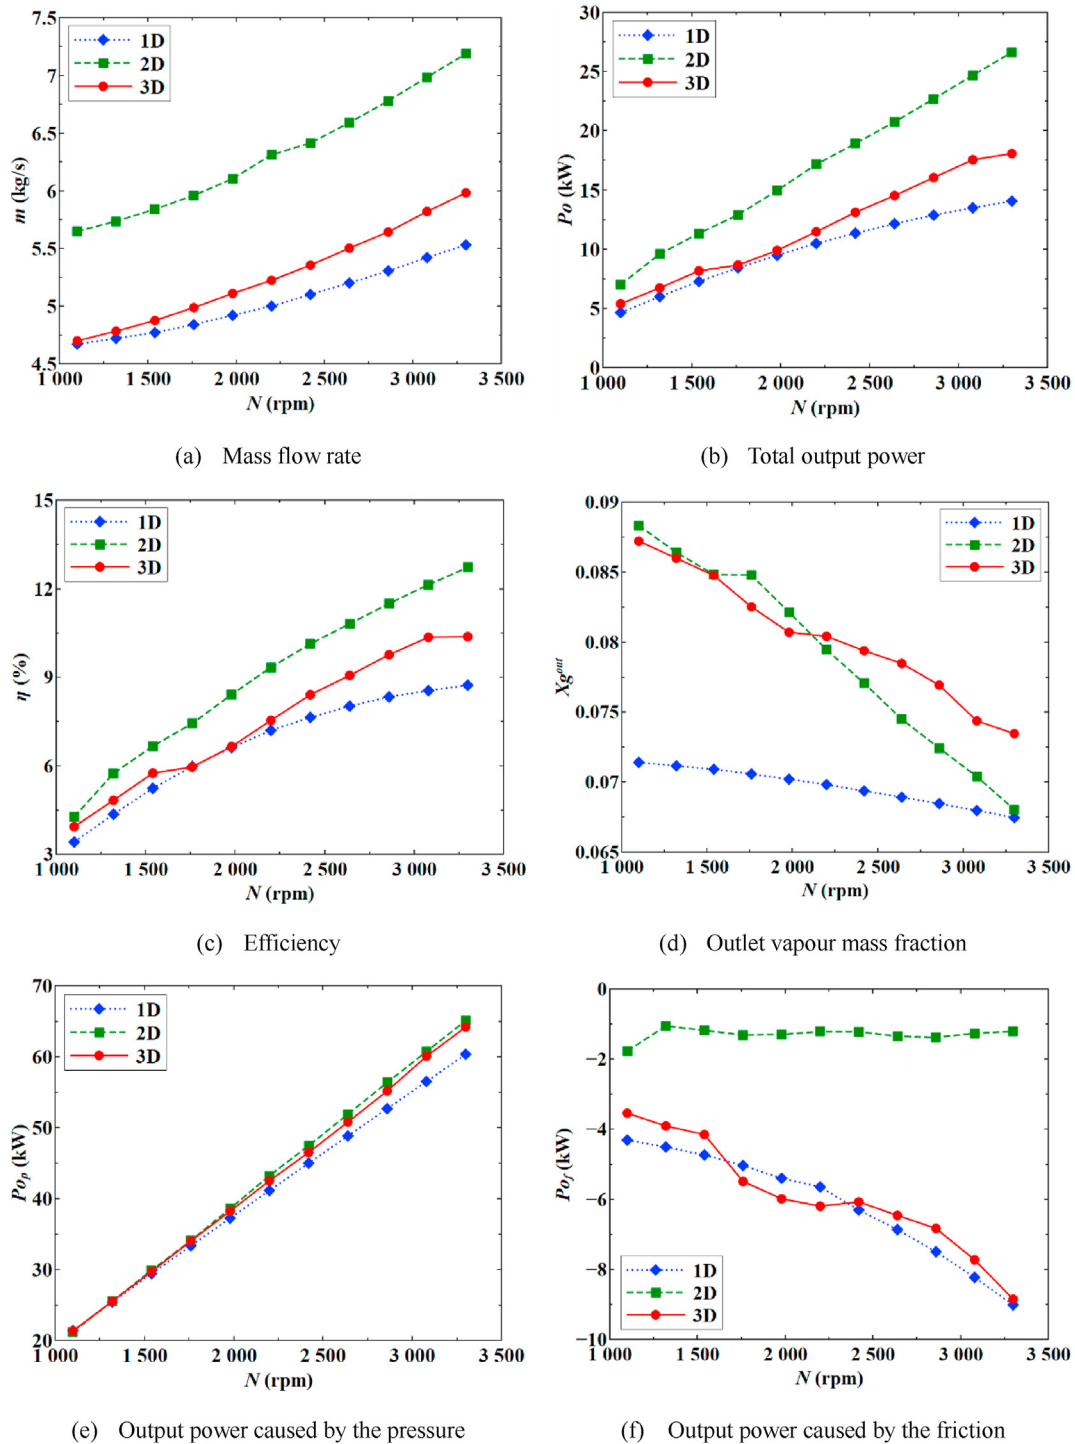 7.5
7
6.5
6
5.5
5
4.5
m (kg/s)
1D
2D
3D
1 000 1 500 2 000 2 500 3 000 3 500
N (rpm)
(a) Mass flow rate
30
25
20
15
10
5
0
Po (kW)
1D
2D
3D
1 000 1 500 2 000 2 500 3 000 3 500
N (rpm)
(b) Total output power
15
12
9
6
3
η (%)
1D
2D
3D
1 000 1 500 2 000 2 500 3 000 3 500
N (rpm)
(c) Efficiency
0.09
0.085
0.08
0.075
0.07
0.065
Xg^out
1D
2D
3D
1 000 1 500 2 000 2 500 3 000 3 500
N (rpm)
(d) Outlet vapour mass fraction
70
60
50
40
30
20
Po_p (kW)
1D
2D
3D
1 000 1 500 2 000 2 500 3 000 3 500
N (rpm)
(e) Output power caused by the pressure
0
−2
−4
−6
−8
−10
Po_f (kW)
1D
2D
3D
1 000 1 500 2 000 2 500 3 000 3 500
N (rpm)
(f) Output power caused by the friction